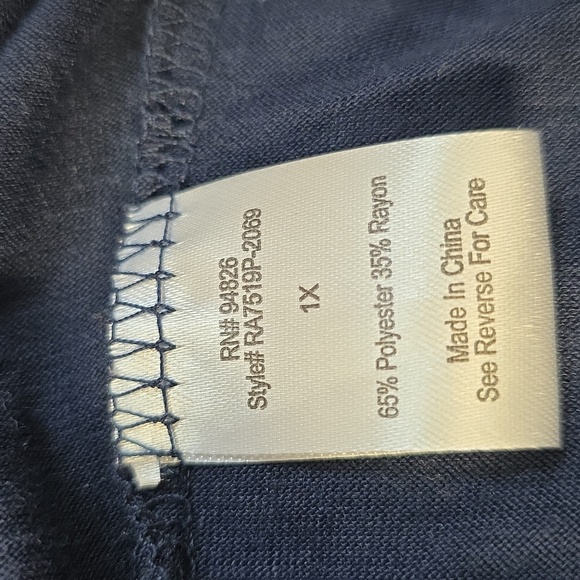 RN# 94826
Style# RA7519P-2069
1X
65% Polyester 35% Rayon
Made In China
See Reverse For Care